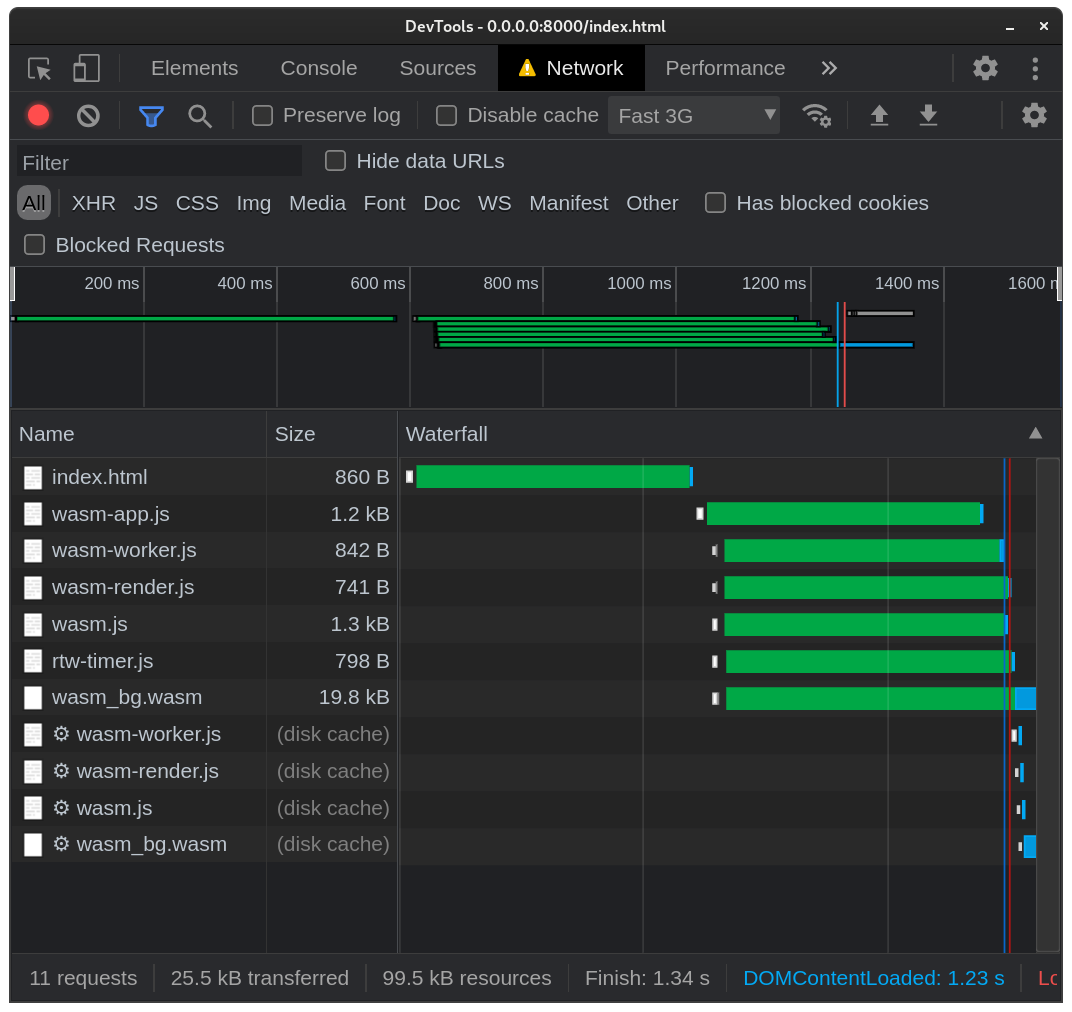 DevTools - 0.0.0.0:8000/index.html
Elements Console Sources Network Performance
Preserve log Disable cache Fast 3G
Filter Hide data URLs
All XHR JS CSS Img Media Font Doc WS Manifest Other Has blocked cookies
Blocked Requests
200 ms 400 ms 600 ms 800 ms 1000 ms 1200 ms 1400 ms 1600
Name Size Waterfall
index.html 860 B
wasm-app.js 1.2 kB
wasm-worker.js 842 B
wasm-render.js 741 B
wasm.js 1.3 kB
rtw-timer.js 798 B
wasm_bg.wasm 19.8 kB
⚙ wasm-worker.js (disk cache)
⚙ wasm-render.js (disk cache)
⚙ wasm.js (disk cache)
⚙ wasm_bg.wasm (disk cache)
11 requests 25.5 kB transferred 99.5 kB resources Finish: 1.34 s DOMContentLoaded: 1.23 s